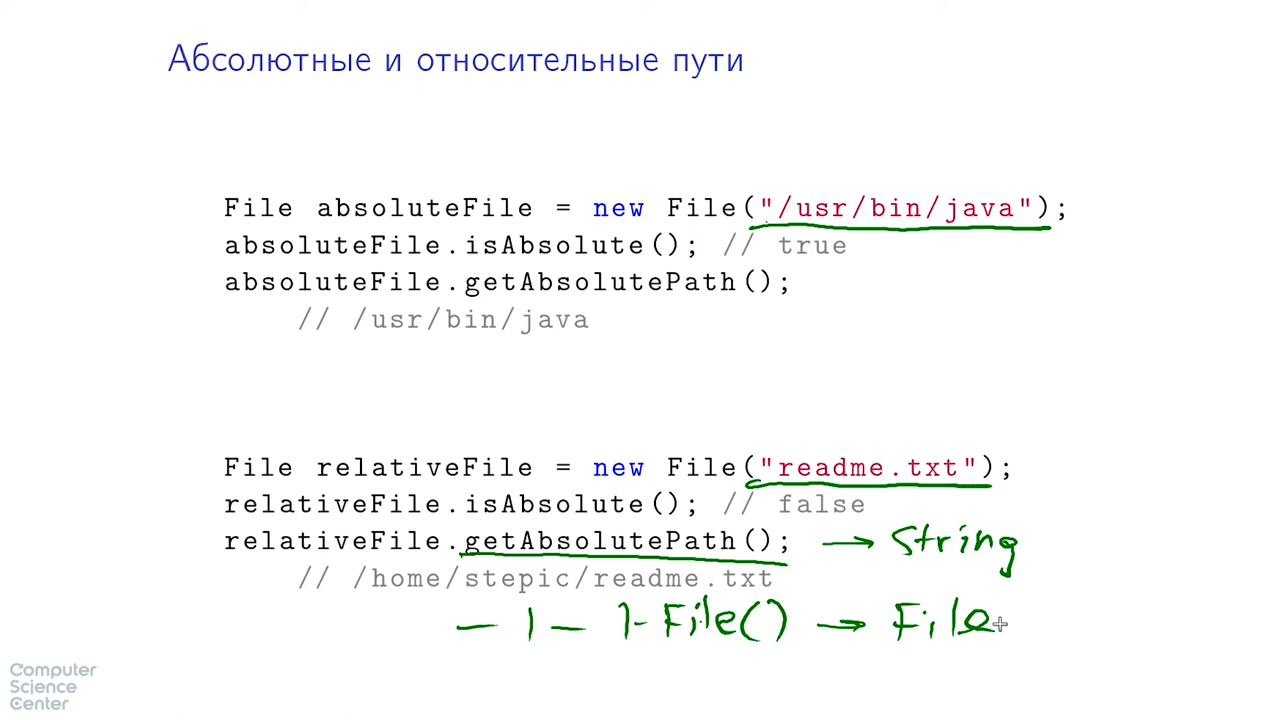 Абсолютные и относительные пути
File absoluteFile = new File("/usr/bin/java");
absoluteFile.isAbsolute(); // true
absoluteFile.getAbsolutePath();
// /usr/bin/java
File relativeFile = new File("readme.txt");
relativeFile.isAbsolute(); // false
relativeFile.getAbsolutePath(); → String
// /home/stepic/readme.txt
— 1 — 1-File() → File
Computer
Science
Center